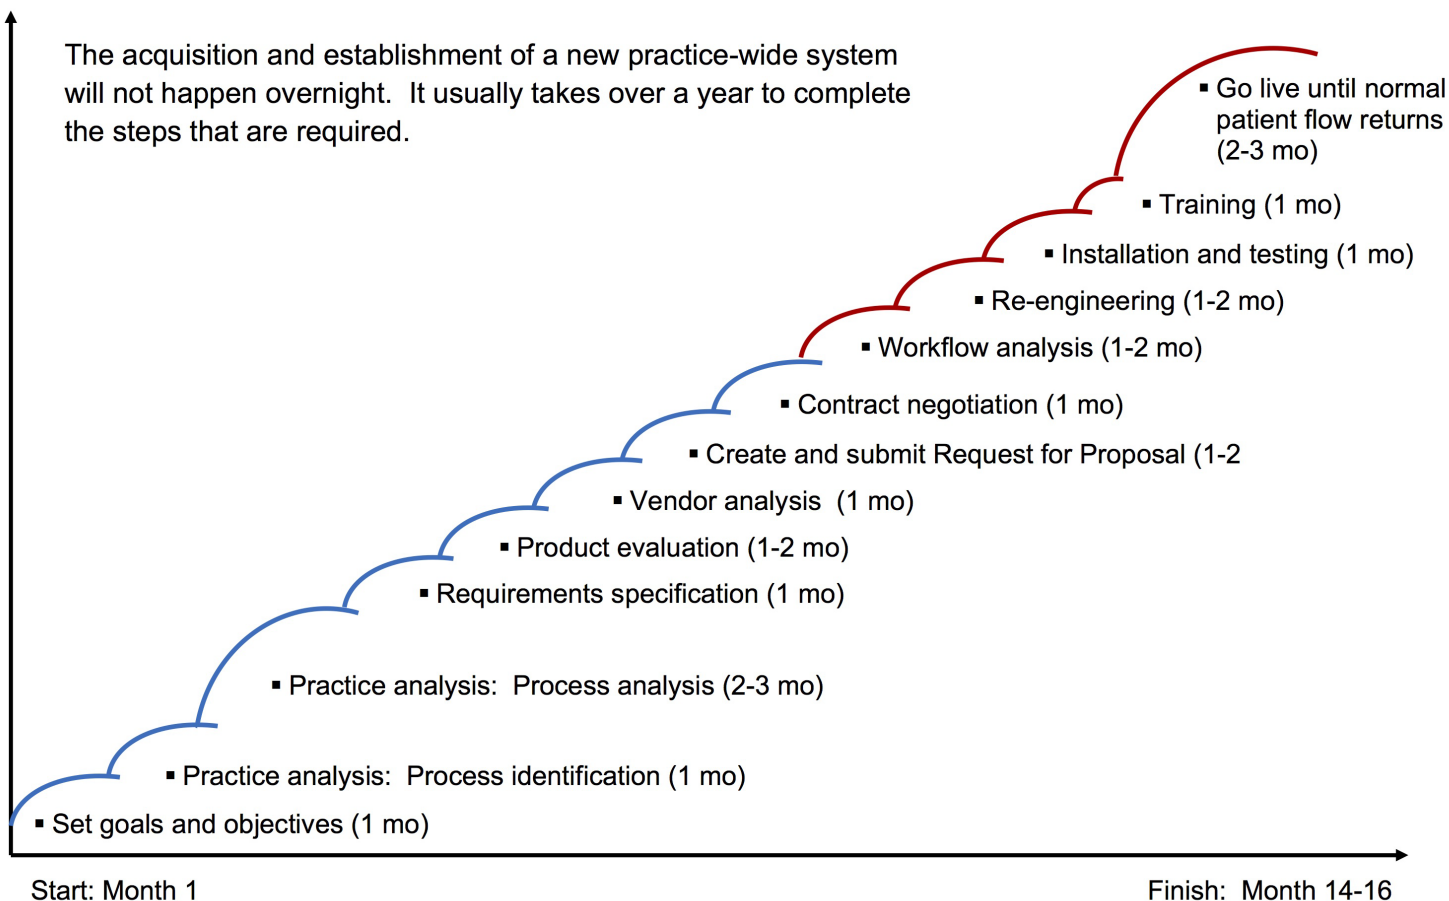 The acquisition and establishment of a new practice-wide system
will not happen overnight.  It usually takes over a year to complete
the steps that are required.
▪ Go live until normal
patient flow returns
(2-3 mo)
▪ Training (1 mo)
▪ Installation and testing (1 mo)
▪ Re-engineering (1-2 mo)
▪ Workflow analysis (1-2 mo)
▪ Contract negotiation (1 mo)
▪ Create and submit Request for Proposal (1-2
▪ Vendor analysis  (1 mo)
▪ Product evaluation (1-2 mo)
▪ Requirements specification (1 mo)
▪ Practice analysis:  Process analysis (2-3 mo)
▪ Practice analysis:  Process identification (1 mo)
▪ Set goals and objectives (1 mo)
Start: Month 1
Finish:  Month 14-16